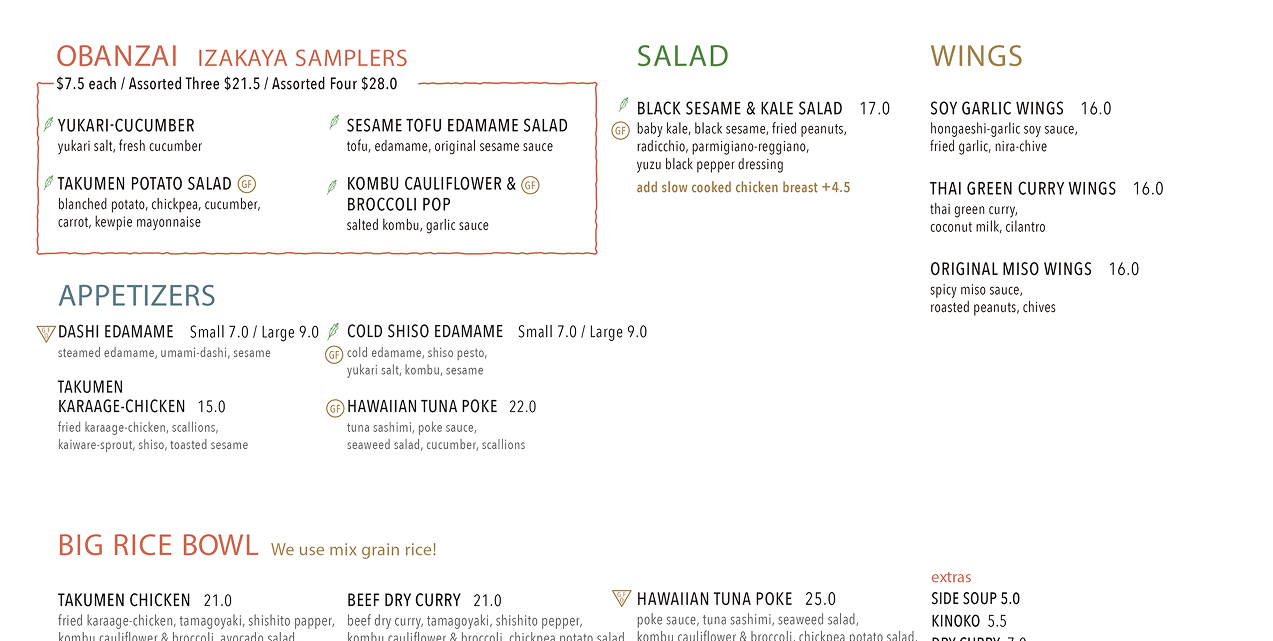 OBANZAI IZAKAYA SAMPLERS
$7.5 each / Assorted Three $21.5 / Assorted Four $28.0
YUKARI-CUCUMBER
yukari salt, fresh cucumber
TAKUMEN POTATO SALAD GF
blanched potato, chickpea, cucumber,
carrot, kewpie mayonnaise
SESAME TOFU EDAMAME SALAD
tofu, edamame, original sesame sauce
KOMBU CAULIFLOWER & GF
BROCCOLI POP
salted kombu, garlic sauce
SALAD
BLACK SESAME & KALE SALAD 17.0
GF baby kale, black sesame, fried peanuts,
radicchio, parmigiano-reggiano,
yuzu black pepper dressing
add slow cooked chicken breast +4.5
WINGS
SOY GARLIC WINGS 16.0
hongaeshi-garlic soy sauce,
fried garlic, nira-chive
THAI GREEN CURRY WINGS 16.0
thai green curry,
coconut milk, cilantro
ORIGINAL MISO WINGS 16.0
spicy miso sauce,
roasted peanuts, chives
APPETIZERS
DASHI EDAMAME Small 7.0 / Large 9.0
steamed edamame, umami-dashi, sesame
TAKUMEN
KARAAGE-CHICKEN 15.0
fried karaage-chicken, scallions,
kaiware-sprout, shiso, toasted sesame
COLD SHISO EDAMAME Small 7.0 / Large 9.0
GF cold edamame, shiso pesto,
yukari salt, kombu, sesame
GF HAWAIIAN TUNA POKE 22.0
tuna sashimi, poke sauce,
seaweed salad, cucumber, scallions
BIG RICE BOWL We use mix grain rice!
TAKUMEN CHICKEN 21.0
fried karaage-chicken, tamagoyaki, shishito papper,
kombu cauliflower & broccoli, avocado salad
BEEF DRY CURRY 21.0
beef dry curry, tamagoyaki, shishito pepper,
kombu cauliflower & broccoli, chickpea potato salad
HAWAIIAN TUNA POKE 25.0
poke sauce, tuna sashimi, seaweed salad,
kombu cauliflower & broccoli, chickpea potato salad,
extras
SIDE SOUP 5.0
KINOKO 5.5
DRY CURRY 7.0